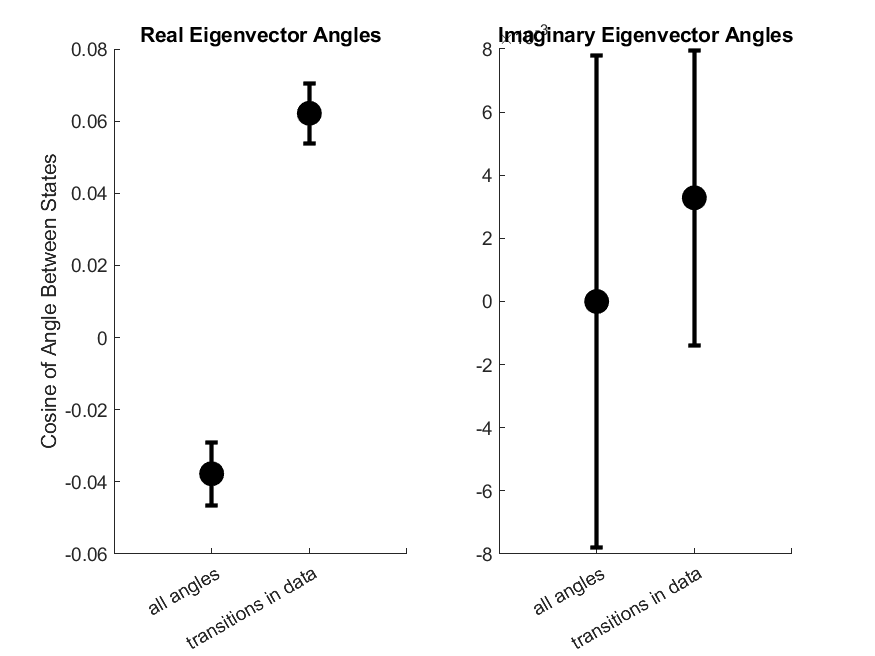 Real Eigenvector Angles
Cosine of Angle Between States
0.08
0.06
0.04
0.02
0
-0.02
-0.04
-0.06
all angles
transitions in data
Imaginary Eigenvector Angles
8
6
4
2
0
-2
-4
-6
-8
all angles
transitions in data